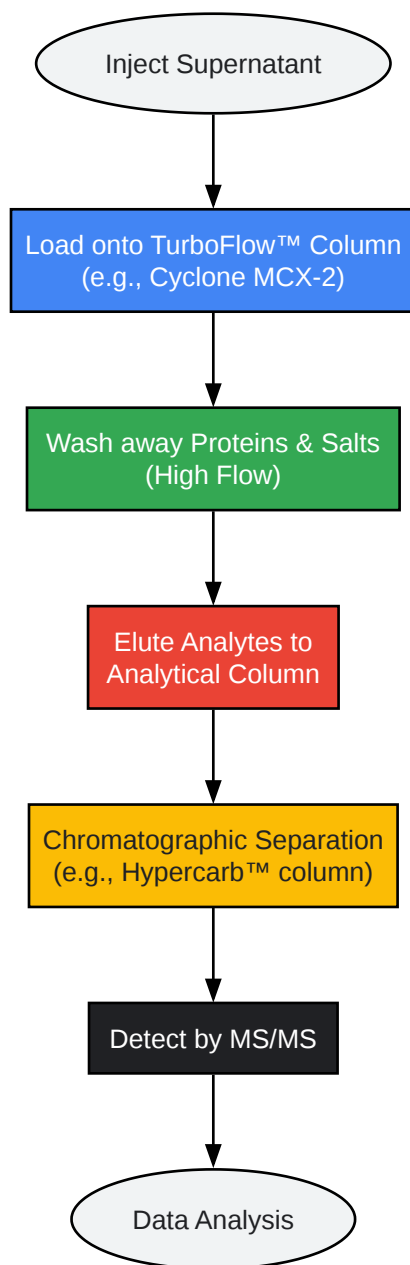 Inject Supernatant
Load onto TurboFlow™ Column
(e.g., Cyclone MCX-2)
Wash away Proteins & Salts
(High Flow)
Elute Analytes to
Analytical Column
Chromatographic Separation
(e.g., Hypercarb™ column)
Detect by MS/MS
Data Analysis